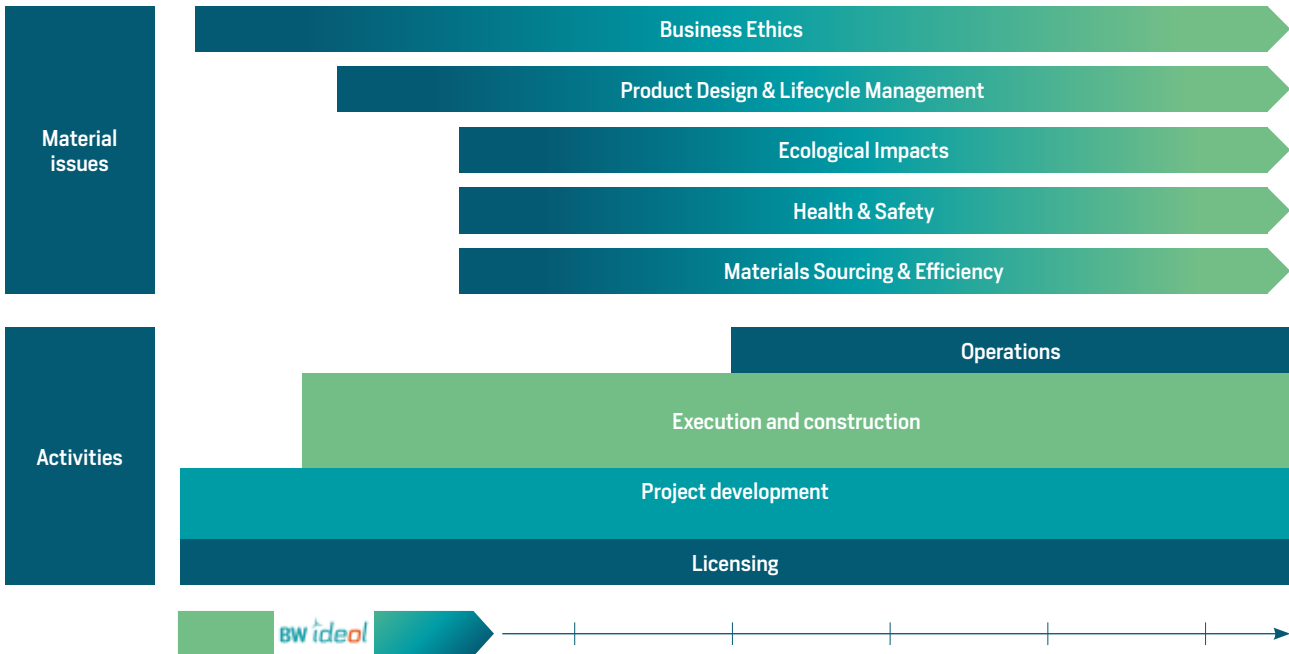 Material
issues
Business Ethics
Product Design & Lifecycle Management
Ecological Impacts
Health & Safety
Materials Sourcing & Efficiency
Activities
Operations
Execution and construction
Project development
Licensing
BW ideol